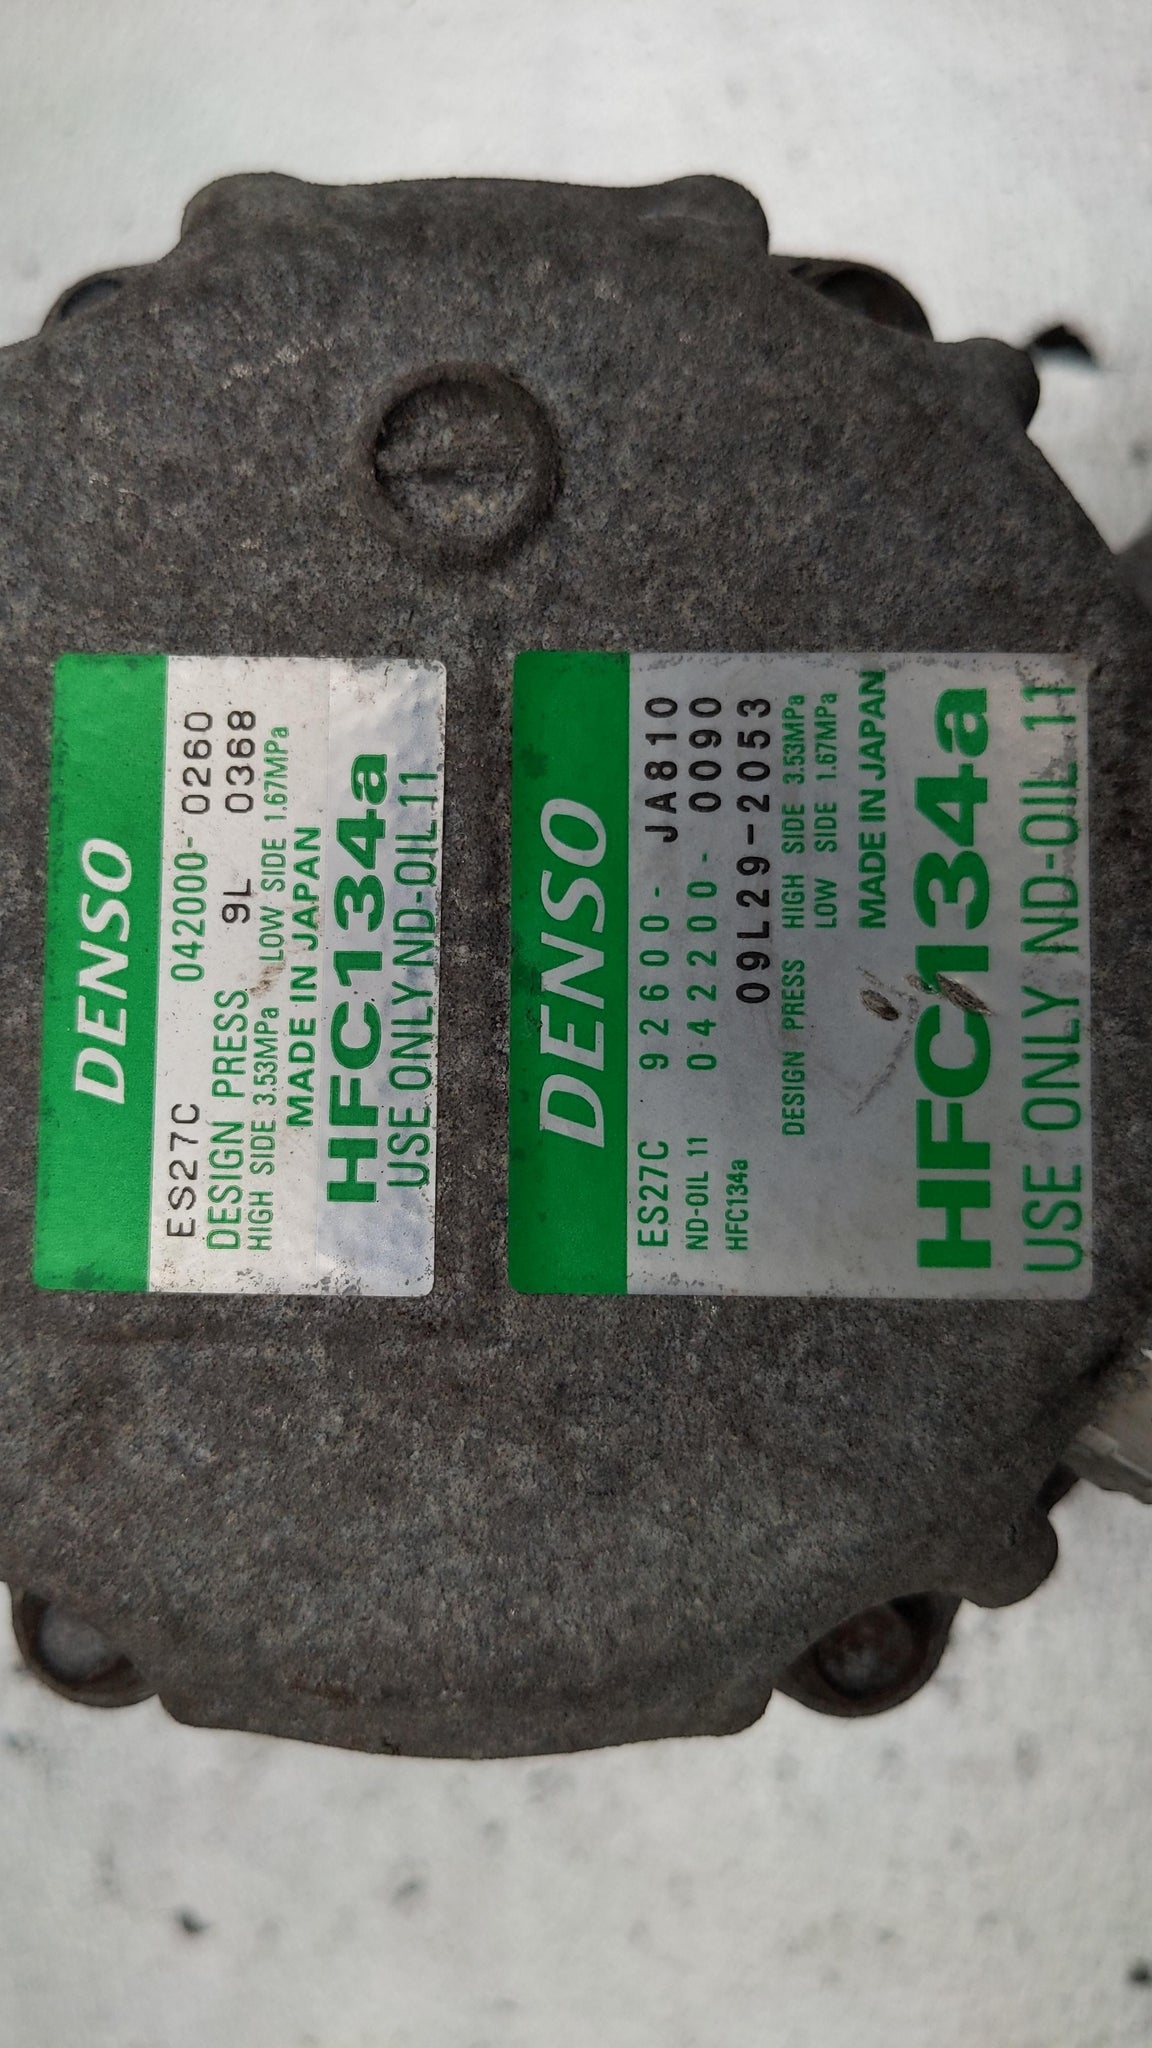 DENSO
ES27C 042000-0260
DESIGN PRESS 9L 0368
HIGH SIDE 3.53MPa LOW SIDE 1.67MPa
MADE IN JAPAN
HFC134a
USE ONLY ND-OIL 11
DENSO
ES27C 92600-JA810
ND-OIL 11 042200-0090
HFC134a 09L29-2053
DESIGN PRESS HIGH SIDE 3.53MPa
LOW SIDE 1.67MPa
MADE IN JAPAN
HFC134a
USE ONLY ND-OIL 11